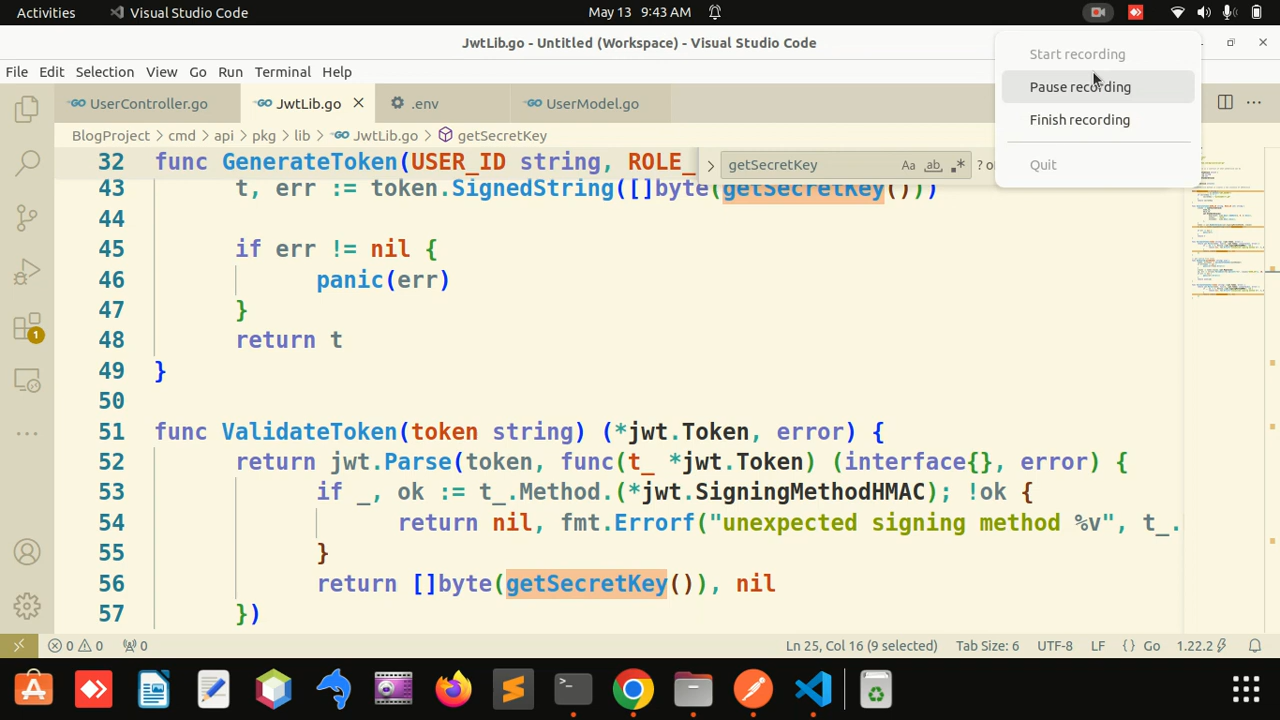 Activities Visual Studio Code May 13 9:43 AM
JwtLib.go - Untitled (Workspace) - Visual Studio Code
Start recording
Pause recording
Finish recording
Quit
File Edit Selection View Go Run Terminal Help
UserController.go JwtLib.go .env UserModel.go
BlogProject > cmd > api > pkg > lib > JwtLib.go > getSecretKey
getSecretKey Aa ab ? o
32 func GenerateToken(USER_ID string, ROLE_
43 t, err := token.SignedString([]byte(getSecretKey()))
44
45 if err != nil {
46 panic(err)
47 }
48 return t
49 }
50
51 func ValidateToken(token string) (*jwt.Token, error) {
52 return jwt.Parse(token, func(t_ *jwt.Token) (interface{}, error) {
53 if _, ok := t_.Method.(*jwt.SigningMethodHMAC); !ok {
54 return nil, fmt.Errorf("unexpected signing method %v", t_.
55 }
56 return []byte(getSecretKey()), nil
57 })
1
0 0 0 Ln 25, Col 16 (9 selected) Tab Size: 6 UTF-8 LF {} Go 1.22.2